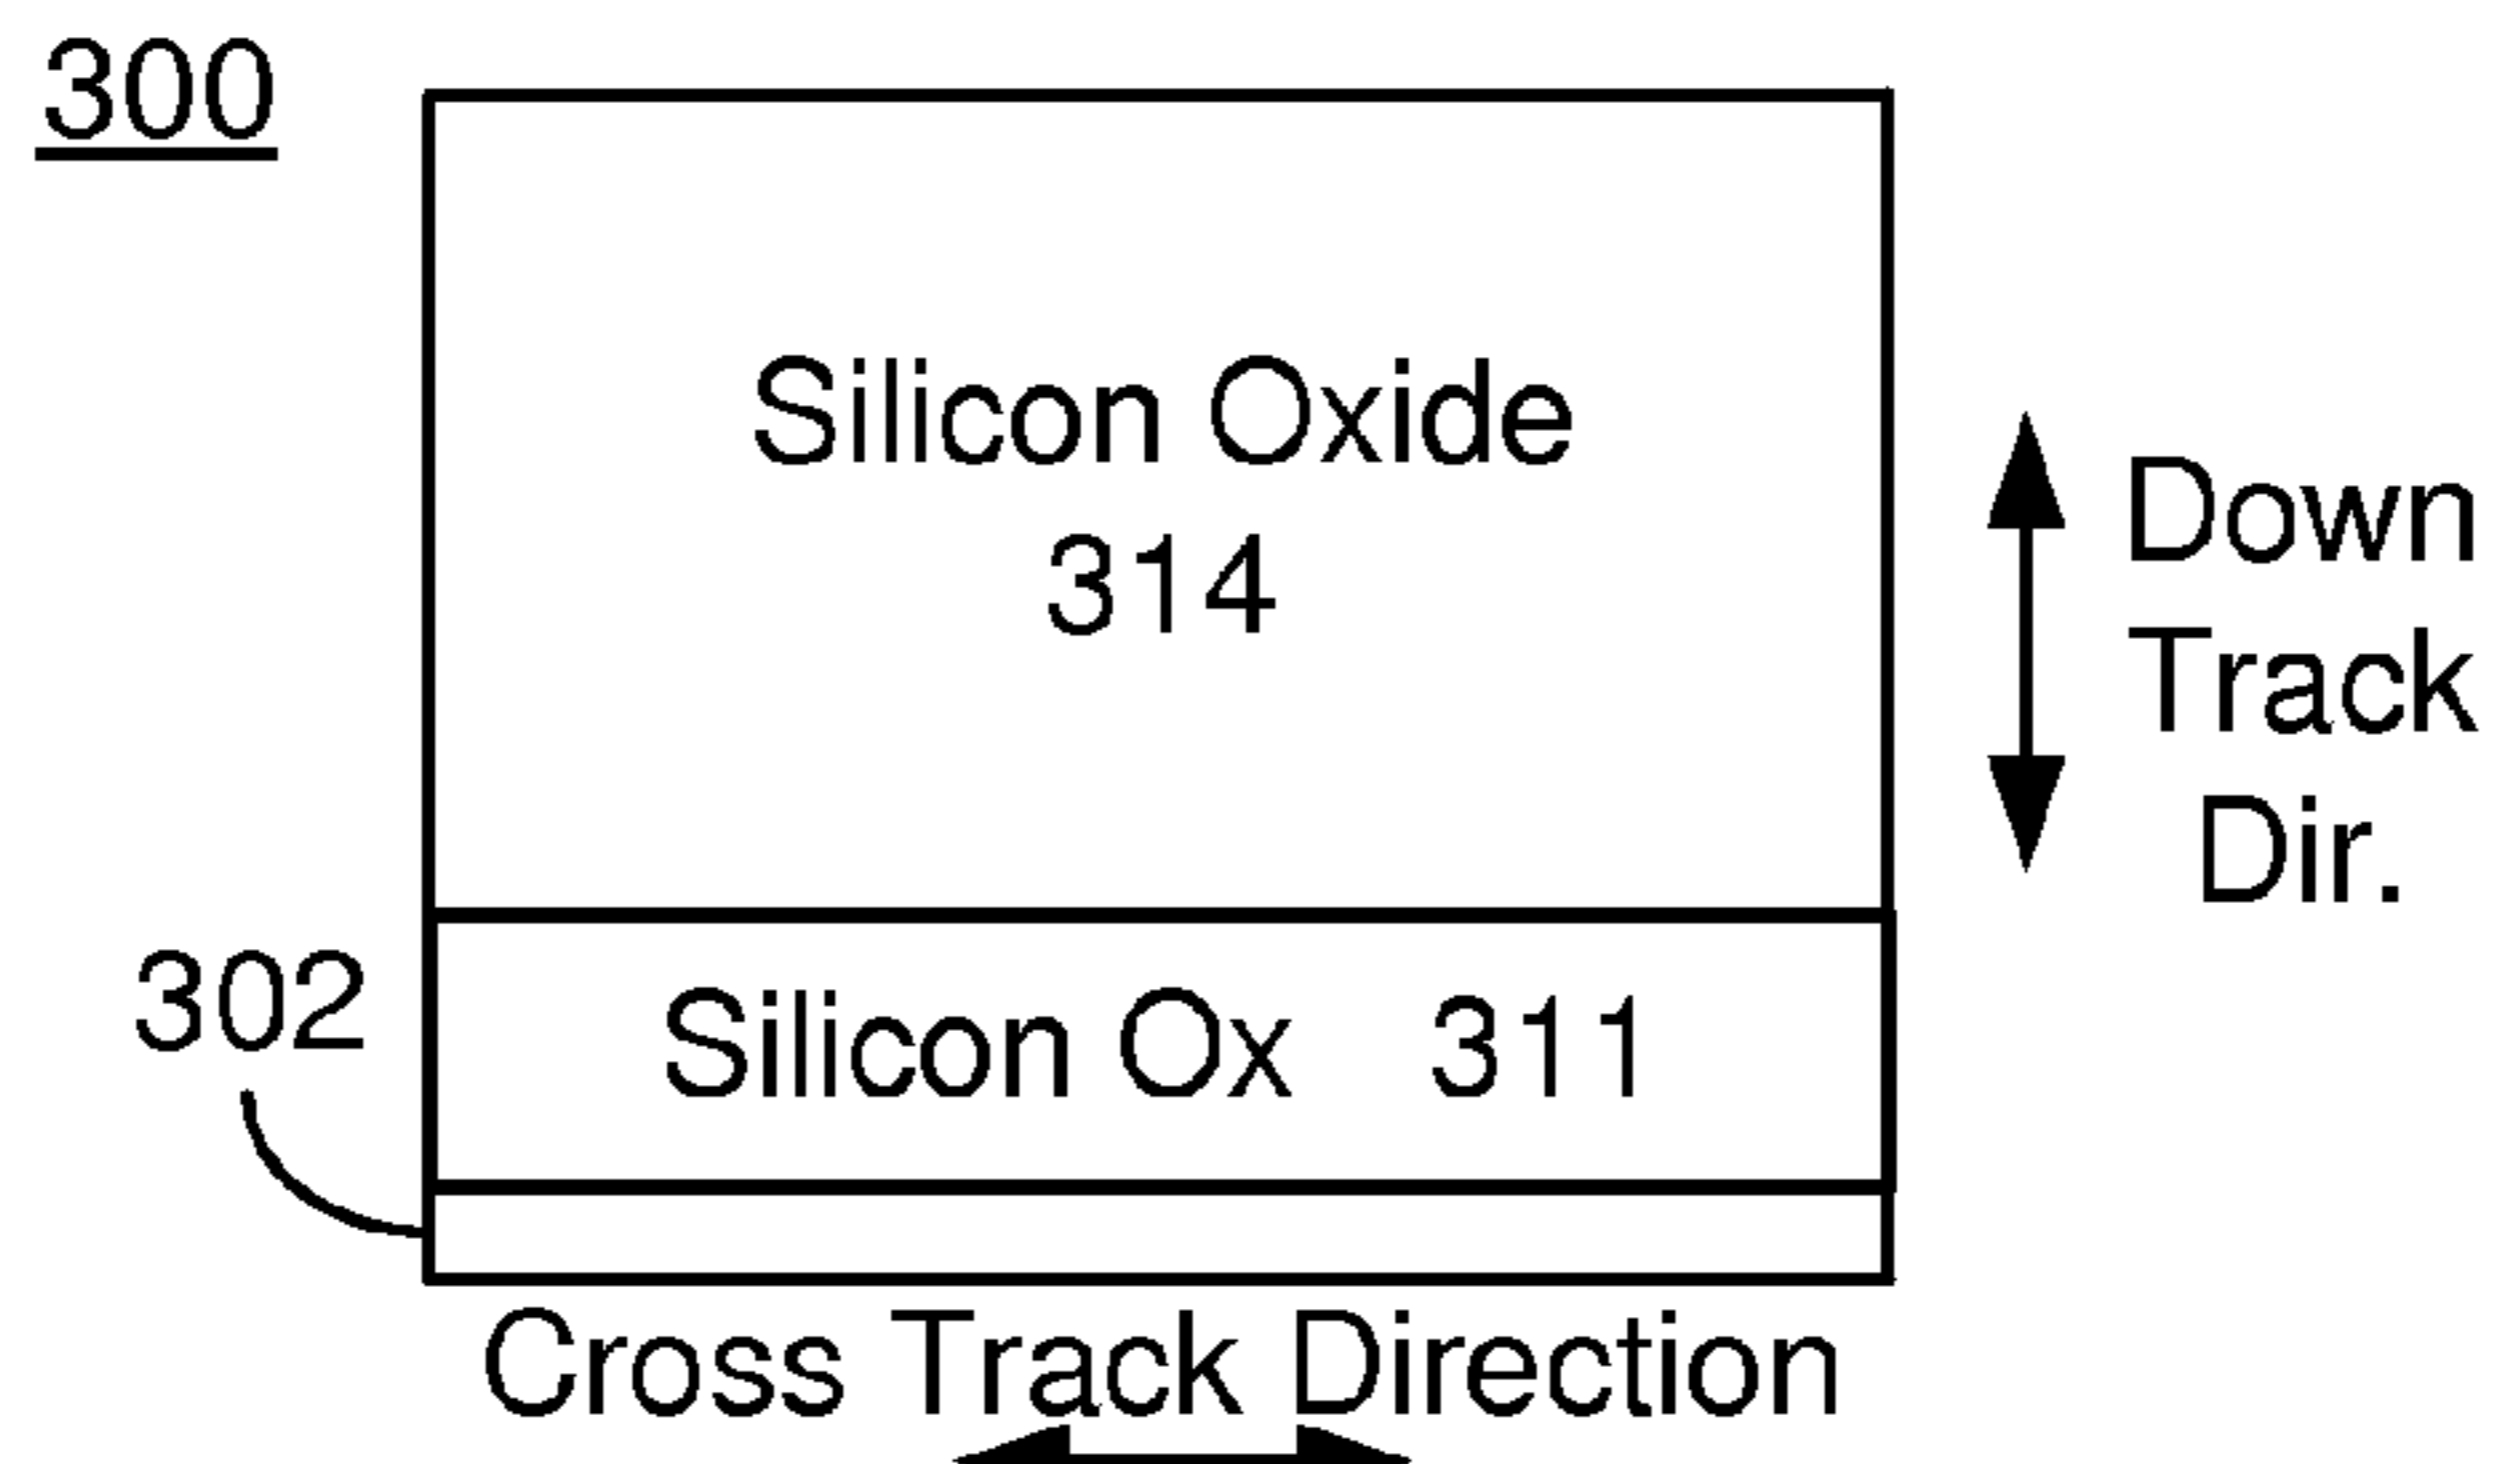 300
Silicon Oxide
314
Down
Track
Dir.
302
Silicon Ox 311
Cross Track Direction